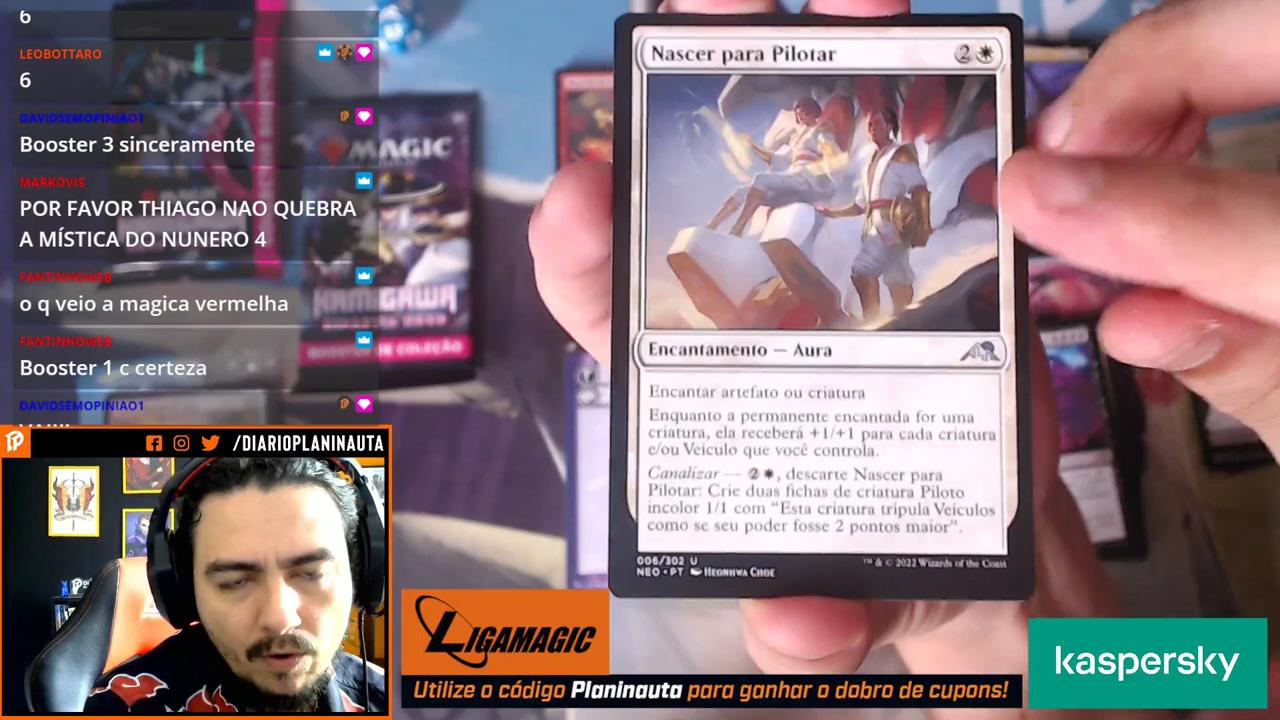 6
LEOBOTTARO
6
DAVIDSEMOPINIAO1
Booster 3 sinceramente
MARKOVIS
POR FAVOR THIAGO NAO QUEBRA
A MÍSTICA DO NUNERO 4
FANTINHOWEB
o q veio a magica vermelha
FANTINHOWEB
Booster 1 c certeza
DAVIDSEMOPINIAO1
/DIARIOPLANINAUTA
MAGIC
KAMIGAWA
BOOSTER DE COLEÇÃO
Nascer para Pilotar 2
Encantamento — Aura
Encantar artefato ou criatura
Enquanto a permanente encantada for uma
criatura, ela receberá +1/+1 para cada criatura
e/ou Veículo que você controla.
Canalizar — 2, descarte Nascer para
Pilotar: Crie duas fichas de criatura Piloto
incolor 1/1 com “Esta criatura tripula Veículos
como se seu poder fosse 2 pontos maior”.
006/302 U
NEO • PT HEONHWA CHOE
™ & © 2022 Wizards of the Coast
LIGAMAGIC
Utilize o código Planinauta para ganhar o dobro de cupons!
kaspersky